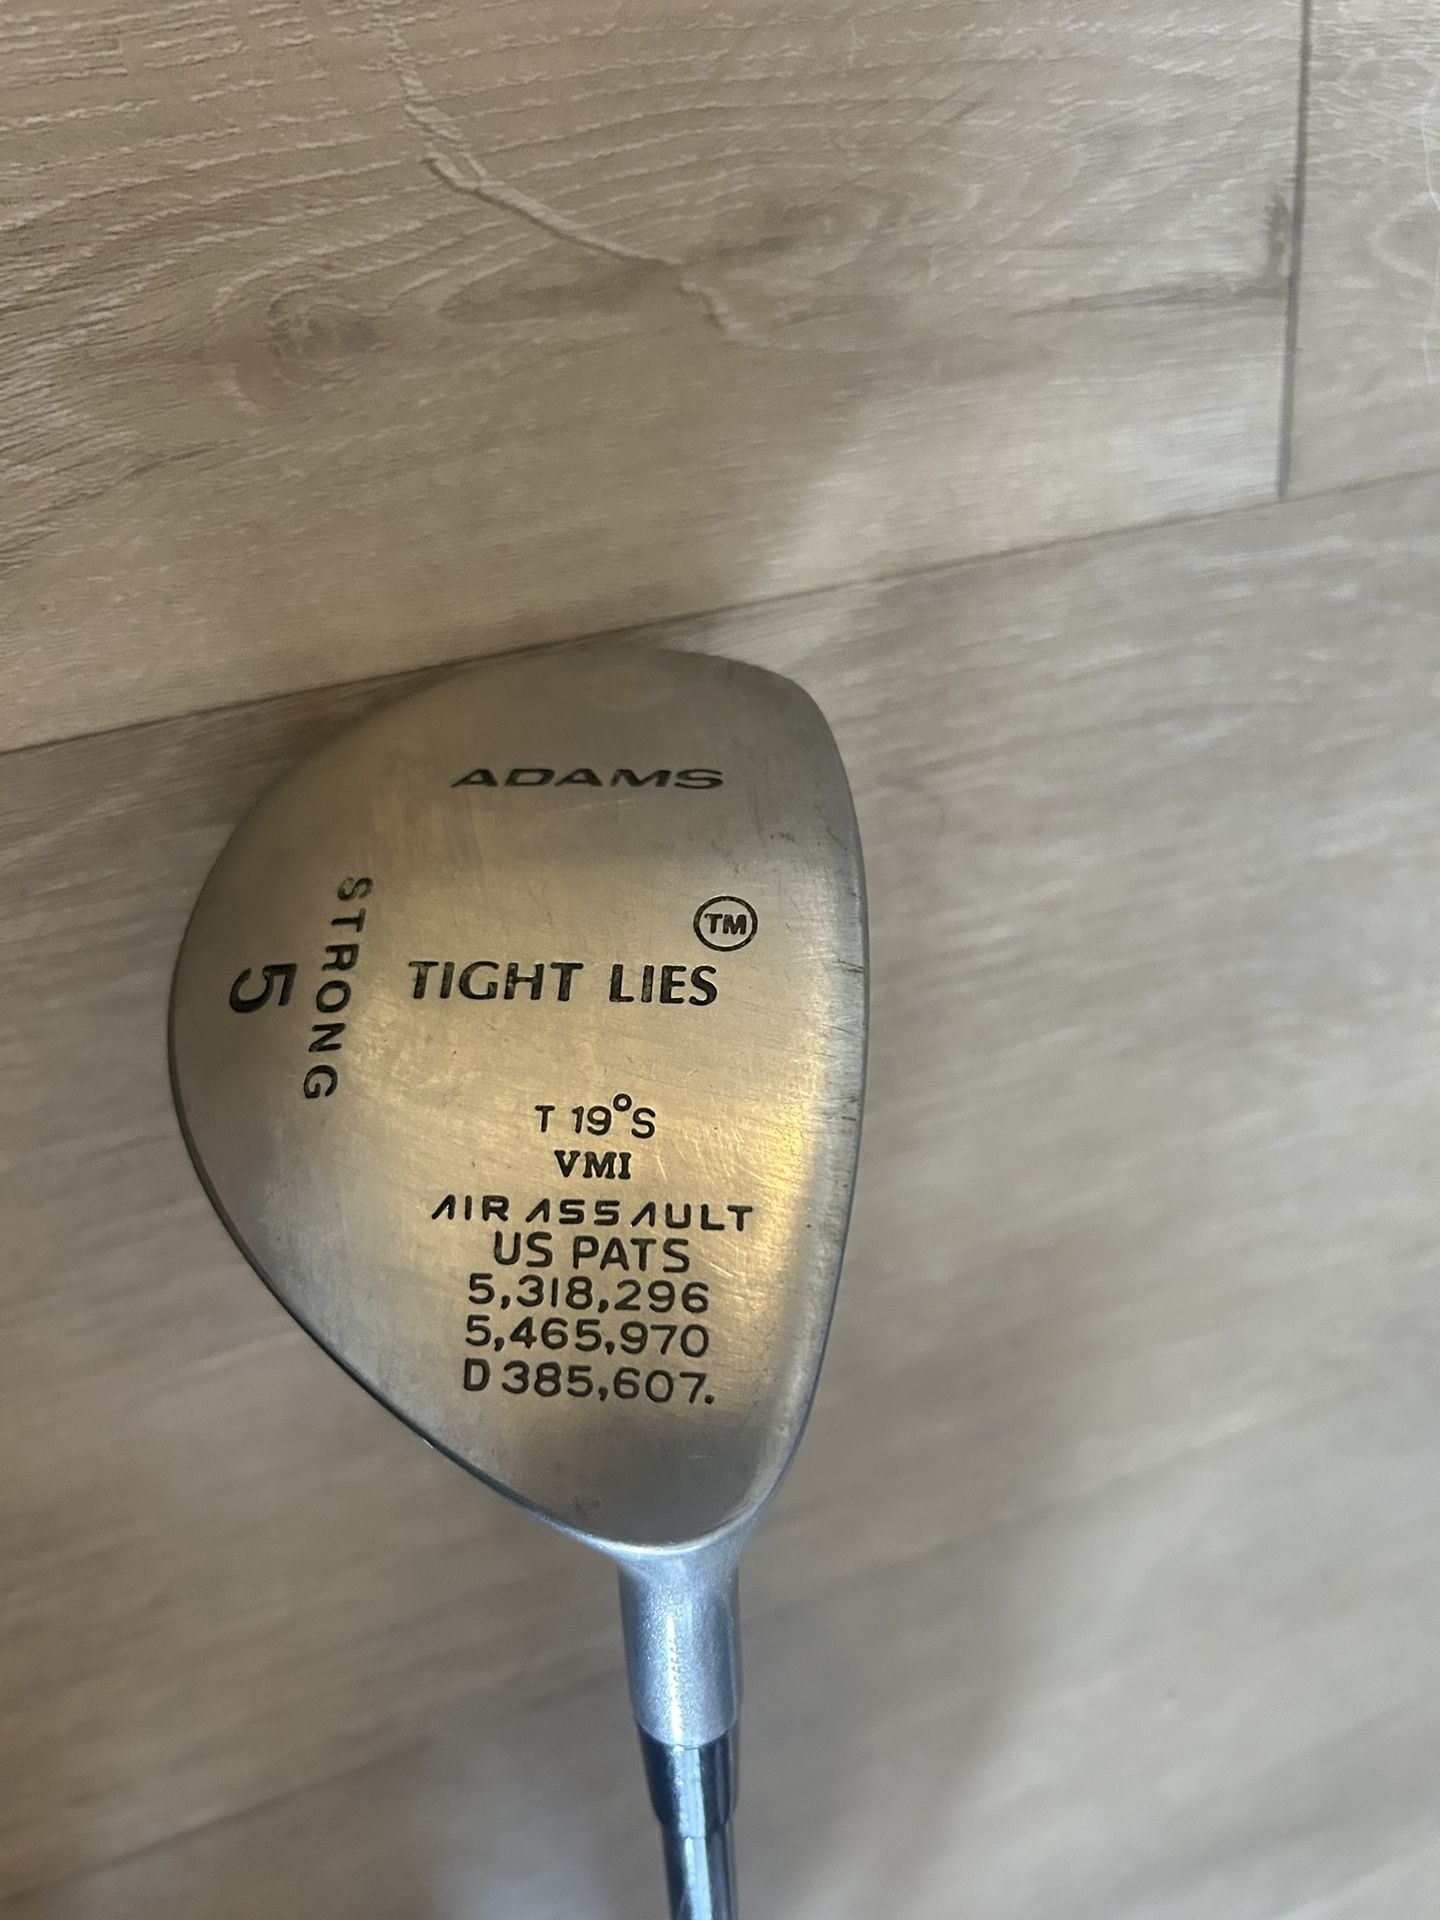 ADAMS
TM
TIGHT LIES
STRONG
5
T 19°S
VMI
AIR ASSAULT
US PATS
5,318,296
5,465,970
D 385,607.